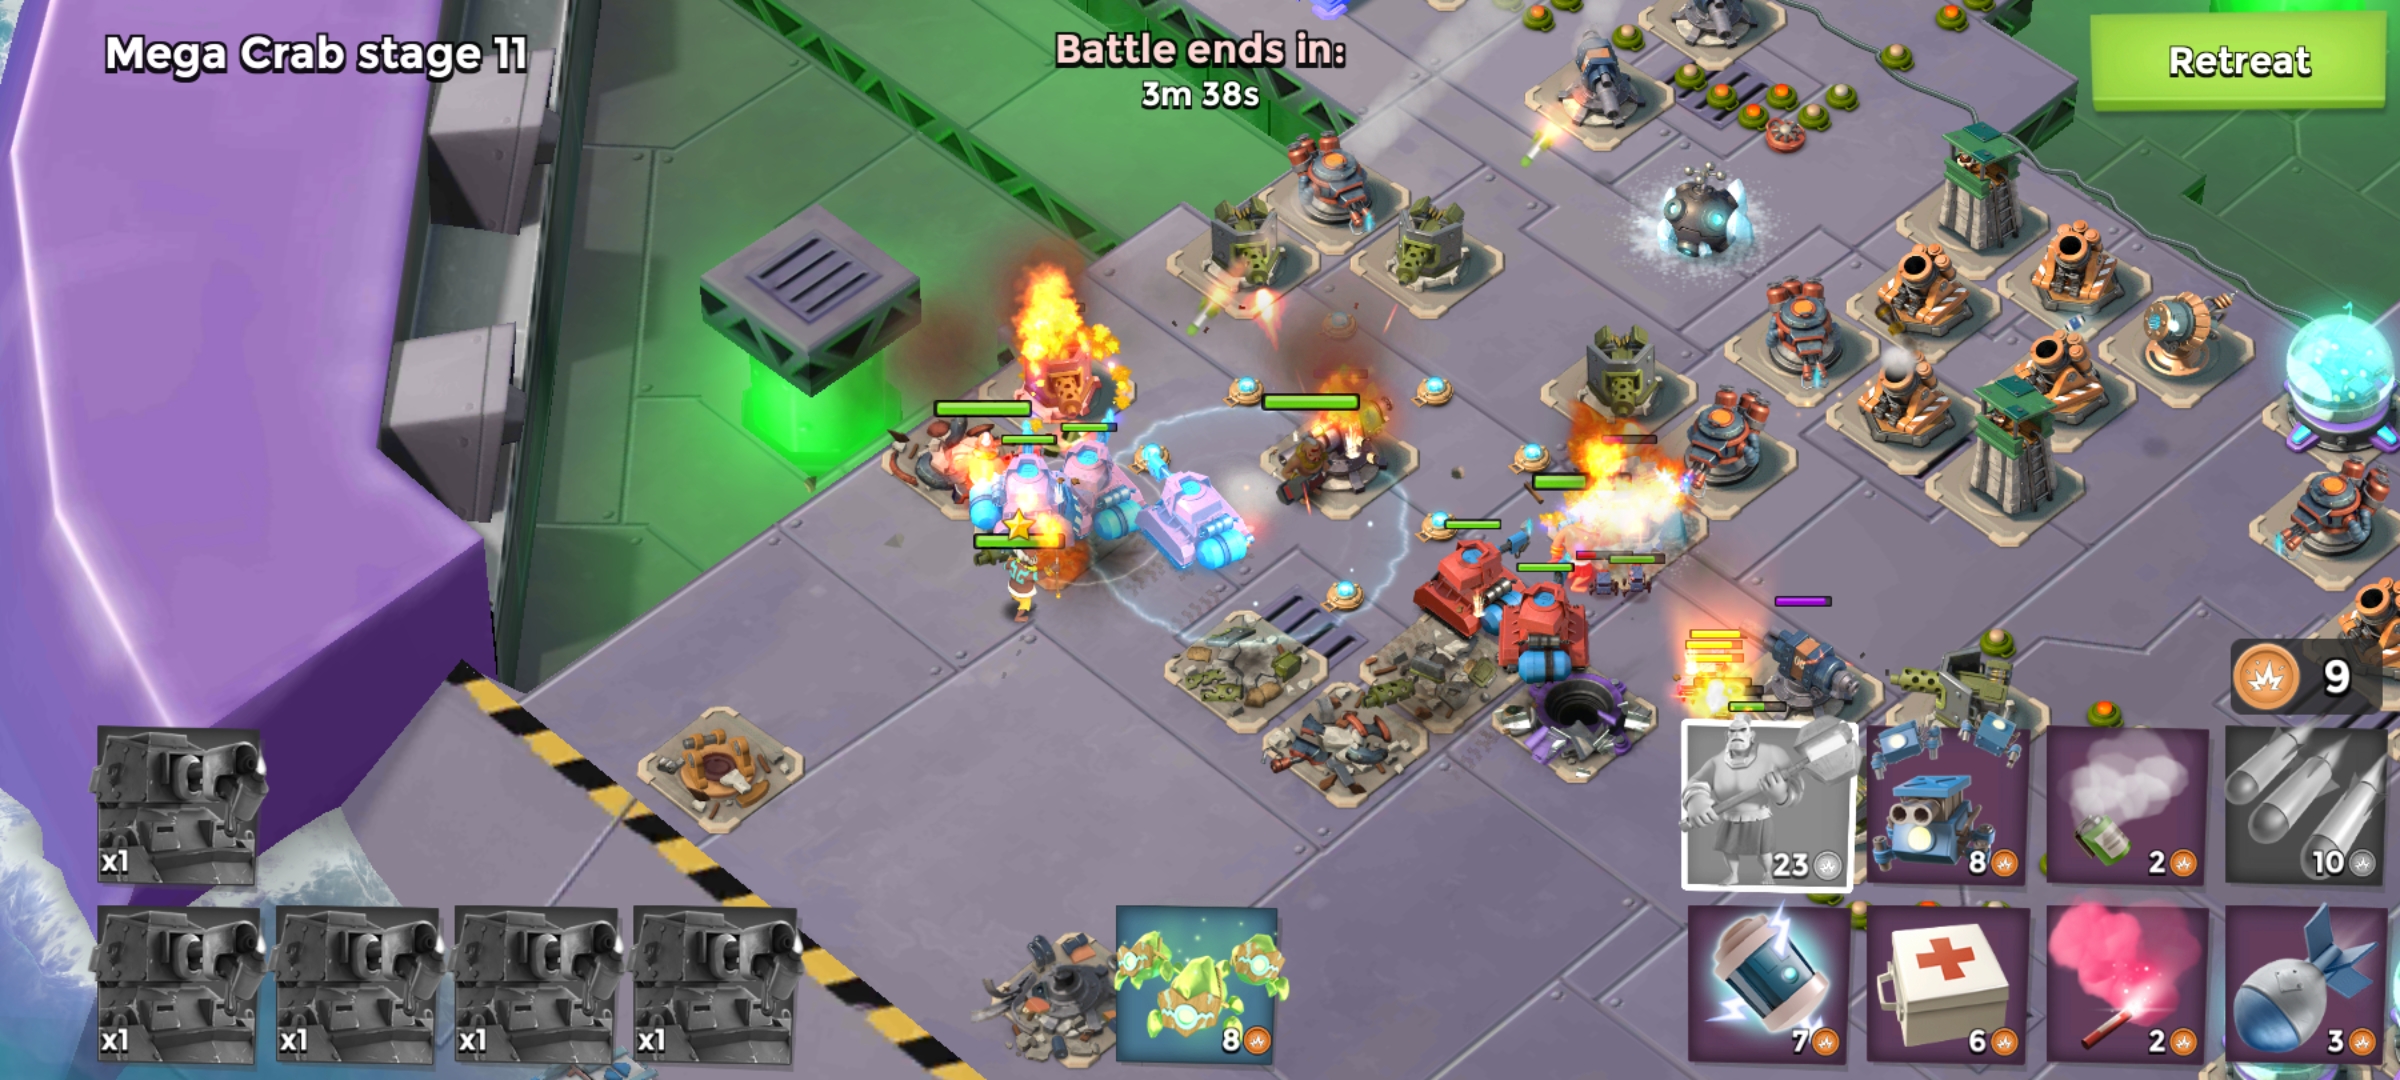 Mega Crab stage 11
Battle ends in:
3m 38s
Retreat
9
x1
23
8
2
10
x1
x1
x1
x1
8
7
6
2
3